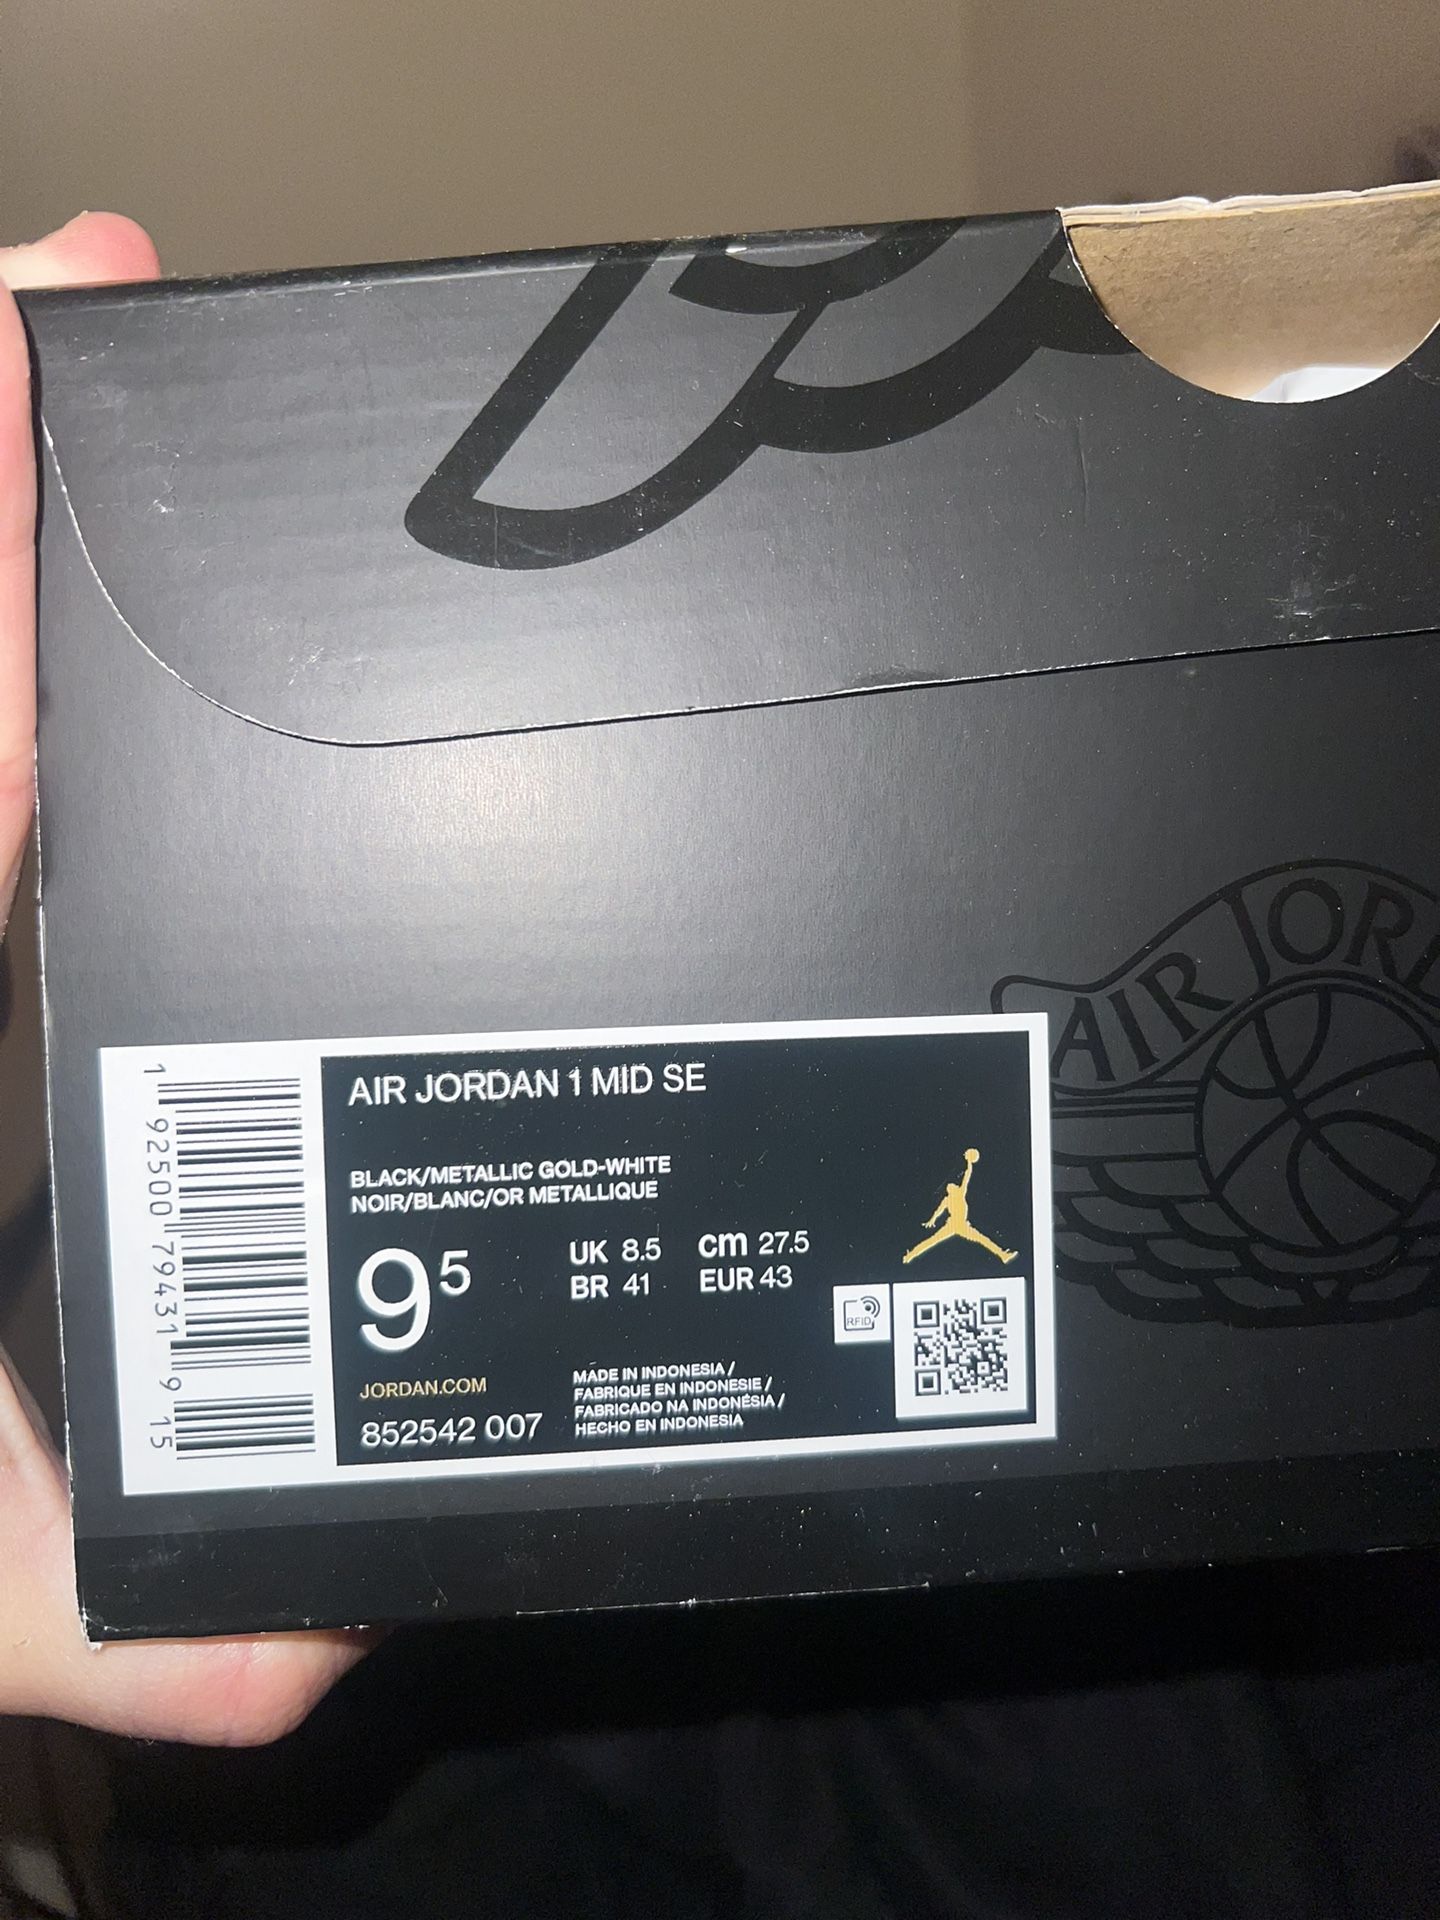 AIR JORD
AIR JORDAN 1 MID SE
BLACK/METALLIC GOLD-WHITE
NOIR/BLANC/OR METALLIQUE
9⁵
UK 8.5 cm 27.5
BR 41 EUR 43
RFID
JORDAN.COM
852542 007
MADE IN INDONESIA /
FABRIQUE EN INDONESIE /
FABRICADO NA INDONÉSIA /
HECHO EN INDONESIA
1 92500 79431 9 15